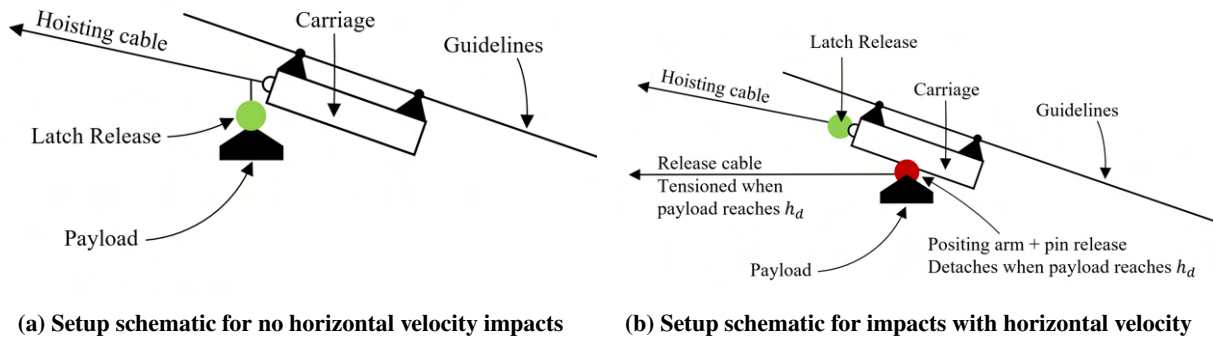 Hoisting cable
Carriage
Guidelines
Latch Release
Payload
(a) Setup schematic for no horizontal velocity impacts
Latch Release
Hoisting cable
Carriage
Guidelines
Release cable
Tensioned when
payload reaches h_d
Payload
Positing arm + pin release
Detaches when payload reaches h_d
(b) Setup schematic for impacts with horizontal velocity